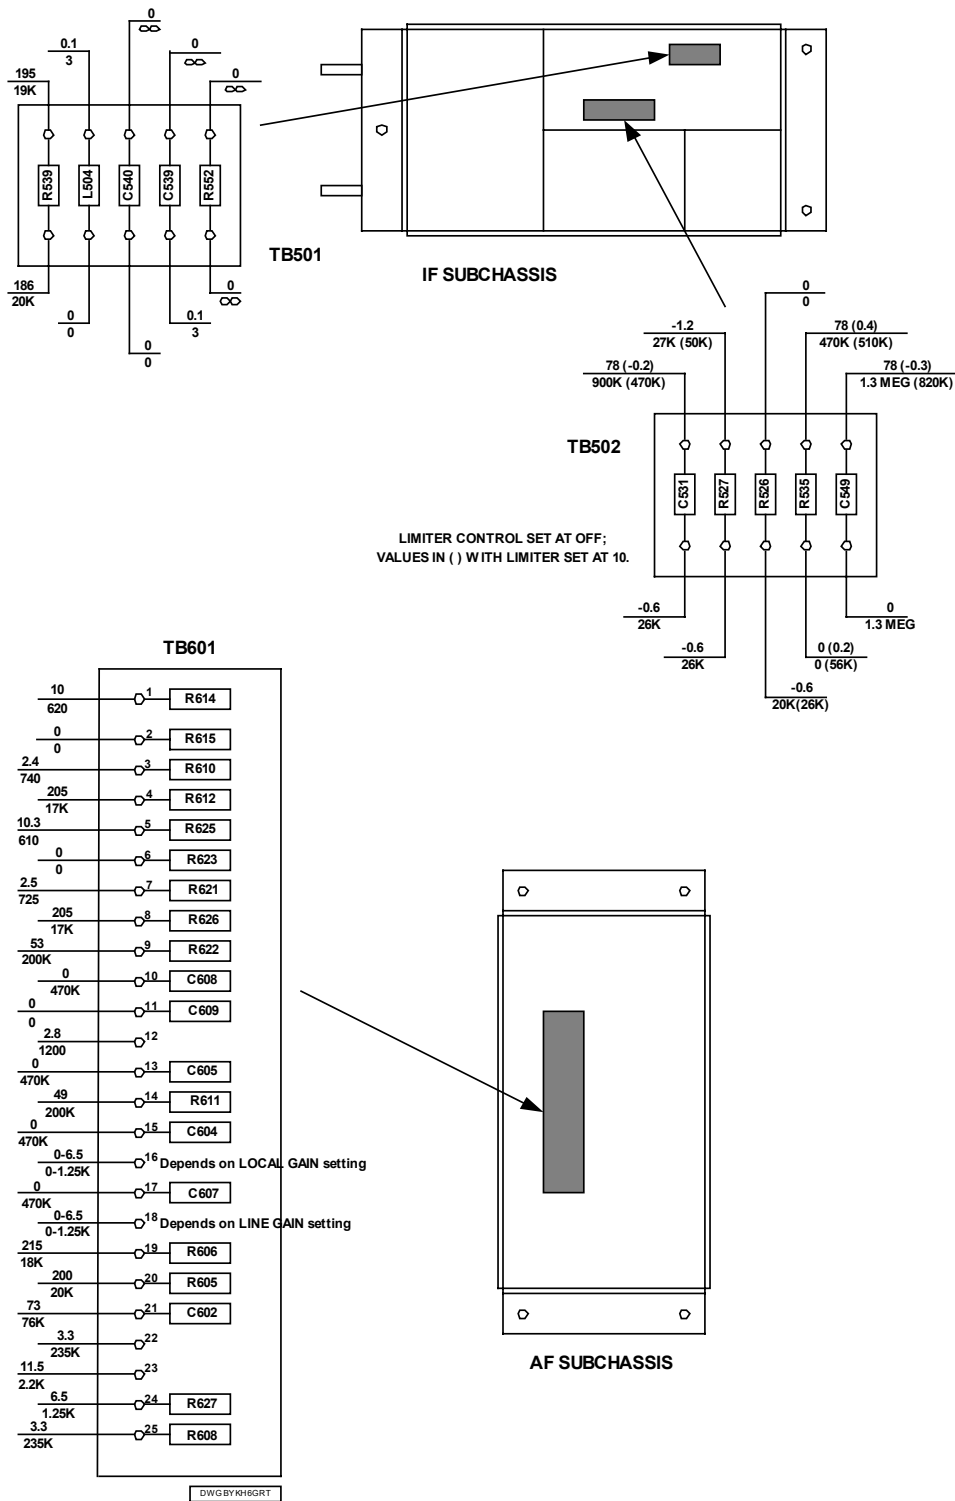 0
∞
0.1
3
0
∞
195
19K
0
∞
R539
L504
C540
C539
R552
TB501
186
20K
0
∞
0
0
0.1
3
0
0
IF SUBCHASSIS
0
0
-1.2
27K (50K)
78 (0.4)
470K (510K)
78 (-0.2)
900K (470K)
78 (-0.3)
1.3 MEG (820K)
TB502
C531
R527
R526
R535
C549
LIMITER CONTROL SET AT OFF;
VALUES IN ( ) WITH LIMITER SET AT 10.
-0.6
26K
0
1.3 MEG
-0.6
26K
0 (0.2)
0 (56K)
-0.6
20K(26K)
TB601
10
620
1
R614
0
0
2
R615
2.4
740
3
R610
205
17K
4
R612
10.3
610
5
R625
0
0
6
R623
2.5
725
7
R621
205
17K
8
R626
53
200K
9
R622
0
470K
10
C608
0
0
11
C609
2.8
1200
12
0
470K
13
C605
49
200K
14
R611
0
470K
15
C604
0-6.5
0-1.25K
16 Depends on LOCAL GAIN setting
0
470K
17
C607
0-6.5
0-1.25K
18 Depends on LINE GAIN setting
215
18K
19
R606
200
20K
20
R605
73
76K
21
C602
3.3
235K
22
11.5
2.2K
23
6.5
1.25K
24
R627
3.3
235K
25
R608
AF SUBCHASSIS
DWGBYKH6GRT